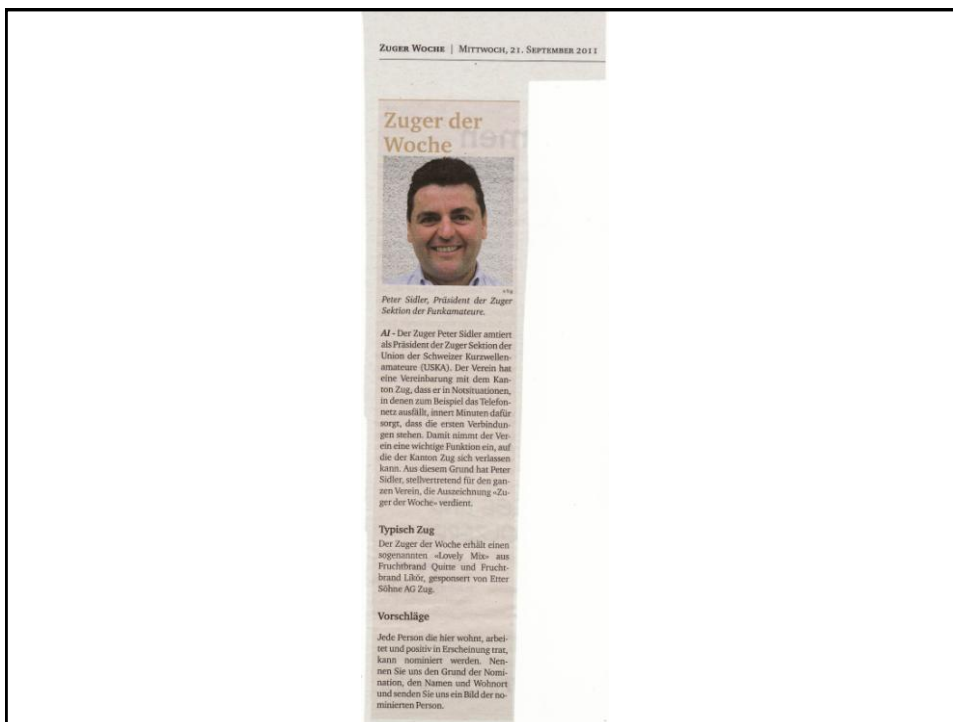 ZUGER WOCHE | MITTWOCH, 21. SEPTEMBER 2011
Zuger der
Woche
Peter Sidler, Präsident der Zuger
Sektion der Funkamateure.
AI - Der Zuger Peter Sidler amtiert
als Präsident der Zuger Sektion der
Union der Schweizer Kurzwellen-
amateure (USKA). Der Verein hat
eine Vereinbarung mit dem Kan-
ton Zug, dass er in Notsituationen,
in denen zum Beispiel das Telefon-
netz ausfällt, innert Minuten dafür
sorgt, dass die ersten Verbindun-
gen stehen. Damit nimmt der Ver-
ein eine wichtige Funktion ein, auf
die der Kanton Zug sich verlassen
kann. Aus diesem Grund hat Peter
Sidler, stellvertretend für den gan-
zen Verein, die Auszeichnung «Zu-
ger der Woche» verdient.
Typisch Zug
Der Zuger der Woche erhält einen
sogenannten «Lovely Mix» aus
Fruchtbrand Quitte und Frucht-
brand Likör, gesponsert von Etter
Söhne AG Zug.
Vorschläge
Jede Person die hier wohnt, arbei-
tet und positiv in Erscheinung trat,
kann nominiert werden. Nen-
nen Sie uns den Grund der Nomi-
nation, den Namen und Wohnort
und senden Sie uns ein Bild der no-
minierten Person.